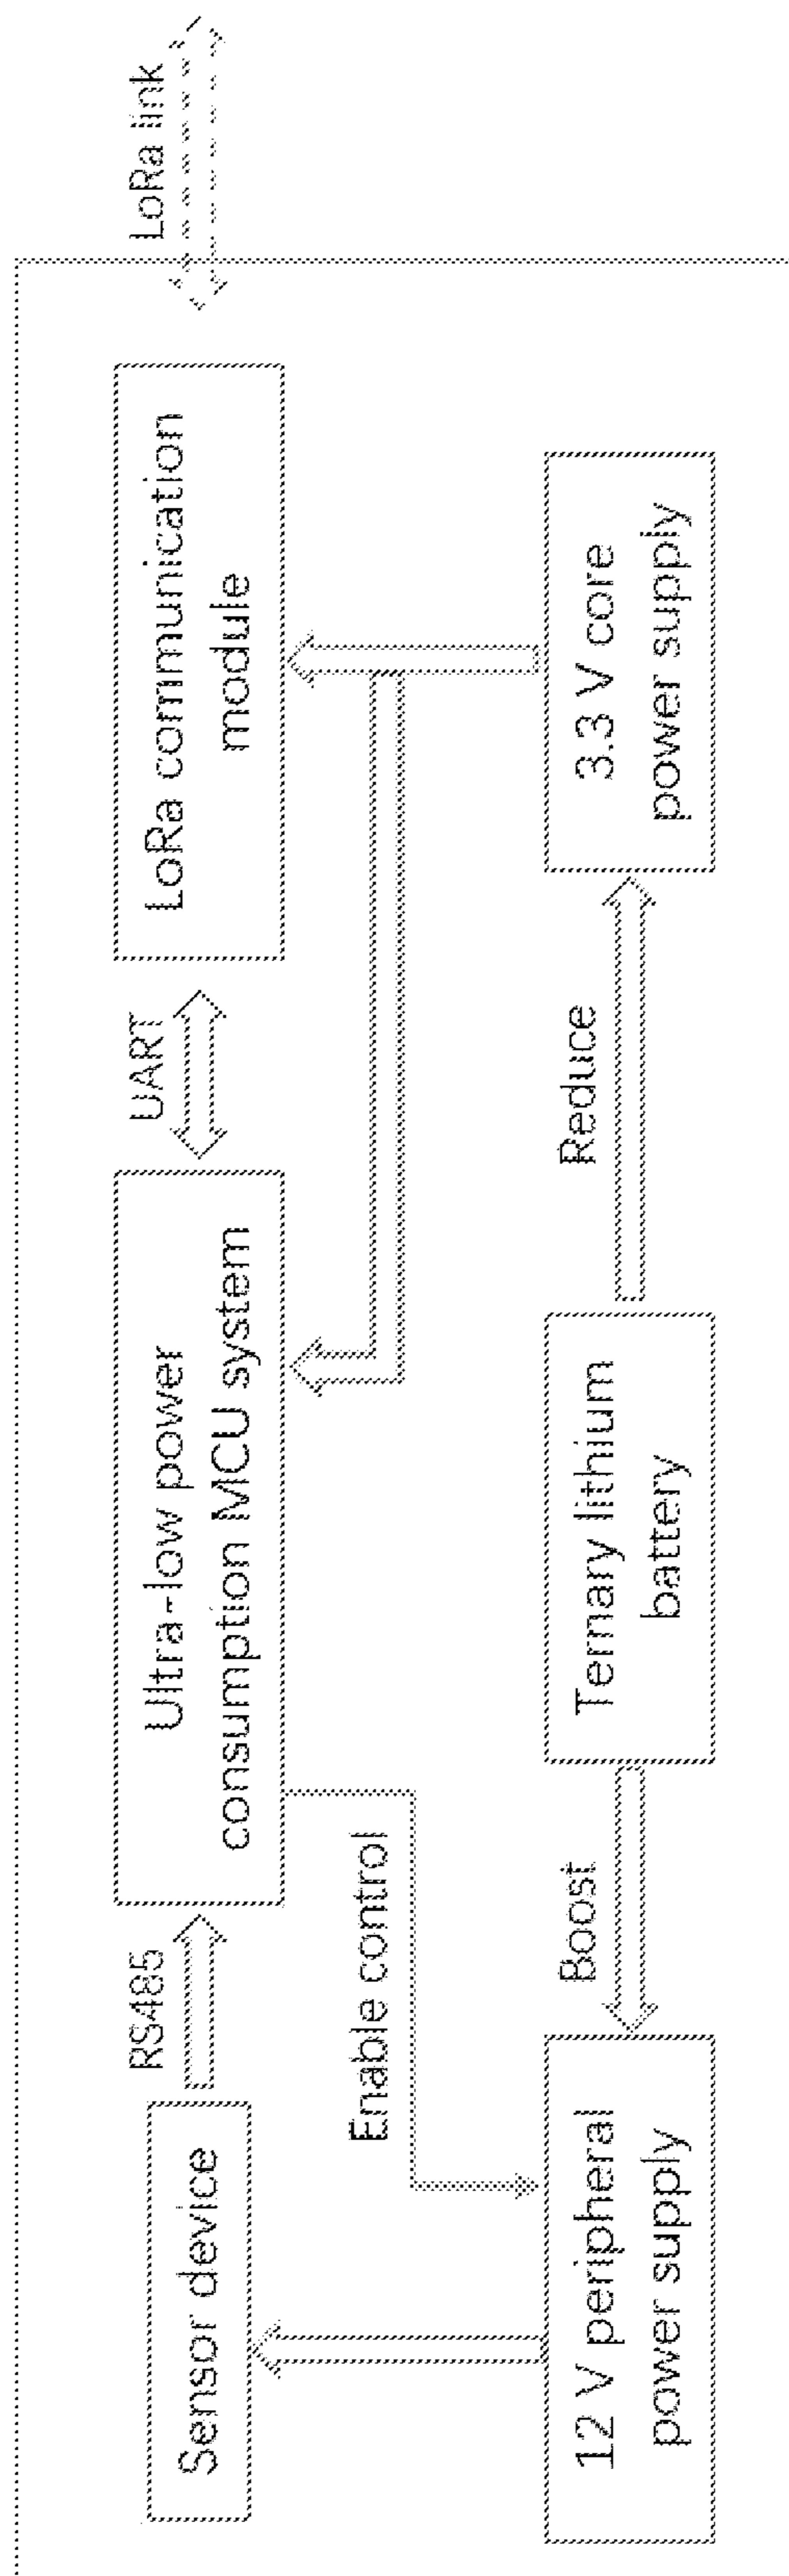 Sensor device
RS485
Ultra-low power
consumption MCU system
UART
LoRa communication
module
LoRa link
Enable control
12 V peripheral
power supply
Boost
Ternary lithium
battery
Reduce
3.3 V core
power supply